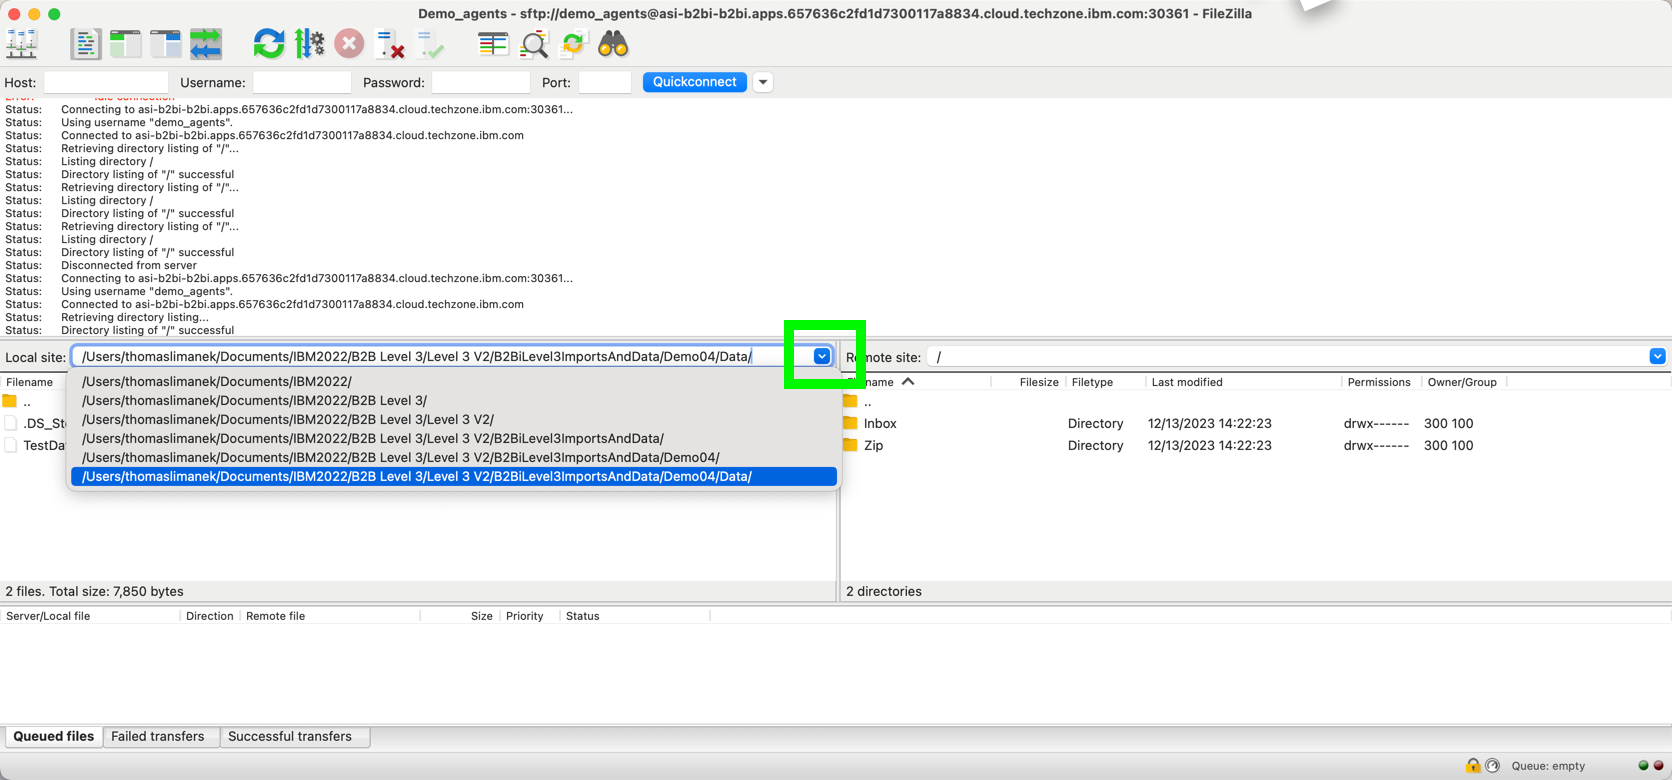 Demo_agents - sftp://demo_agents@asi-b2bi-b2bi.apps.657636c2fd1d7300117a8834.cloud.techzone.ibm.com:30361 - FileZilla
Host: Username: Password: Port: Quickconnect
Error: Idle connection
Status: Connecting to asi-b2bi-b2bi.apps.657636c2fd1d7300117a8834.cloud.techzone.ibm.com:30361...
Status: Using username "demo_agents".
Status: Connected to asi-b2bi-b2bi.apps.657636c2fd1d7300117a8834.cloud.techzone.ibm.com
Status: Retrieving directory listing of "/"...
Status: Listing directory /
Status: Directory listing of "/" successful
Status: Retrieving directory listing of "/"...
Status: Listing directory /
Status: Directory listing of "/" successful
Status: Retrieving directory listing of "/"...
Status: Listing directory /
Status: Directory listing of "/" successful
Status: Disconnected from server
Status: Connecting to asi-b2bi-b2bi.apps.657636c2fd1d7300117a8834.cloud.techzone.ibm.com:30361...
Status: Using username "demo_agents".
Status: Connected to asi-b2bi-b2bi.apps.657636c2fd1d7300117a8834.cloud.techzone.ibm.com
Status: Retrieving directory listing...
Status: Directory listing of "/" successful
Local site: /Users/thomaslimanek/Documents/IBM2022/B2B Level 3/Level 3 V2/B2BiLevel3ImportsAndData/Demo04/Data/
Filename
..
.DS_St
TestDa
/Users/thomaslimanek/Documents/IBM2022/
/Users/thomaslimanek/Documents/IBM2022/B2B Level 3/
/Users/thomaslimanek/Documents/IBM2022/B2B Level 3/Level 3 V2/
/Users/thomaslimanek/Documents/IBM2022/B2B Level 3/Level 3 V2/B2BiLevel3ImportsAndData/
/Users/thomaslimanek/Documents/IBM2022/B2B Level 3/Level 3 V2/B2BiLevel3ImportsAndData/Demo04/
/Users/thomaslimanek/Documents/IBM2022/B2B Level 3/Level 3 V2/B2BiLevel3ImportsAndData/Demo04/Data/
2 files. Total size: 7,850 bytes
Remote site: /
name Filesize Filetype Last modified Permissions Owner/Group
..
Inbox Directory 12/13/2023 14:22:23 drwx------ 300 100
Zip Directory 12/13/2023 14:22:23 drwx------ 300 100
2 directories
Server/Local file Direction Remote file Size Priority Status
Queued files Failed transfers Successful transfers
Queue: empty